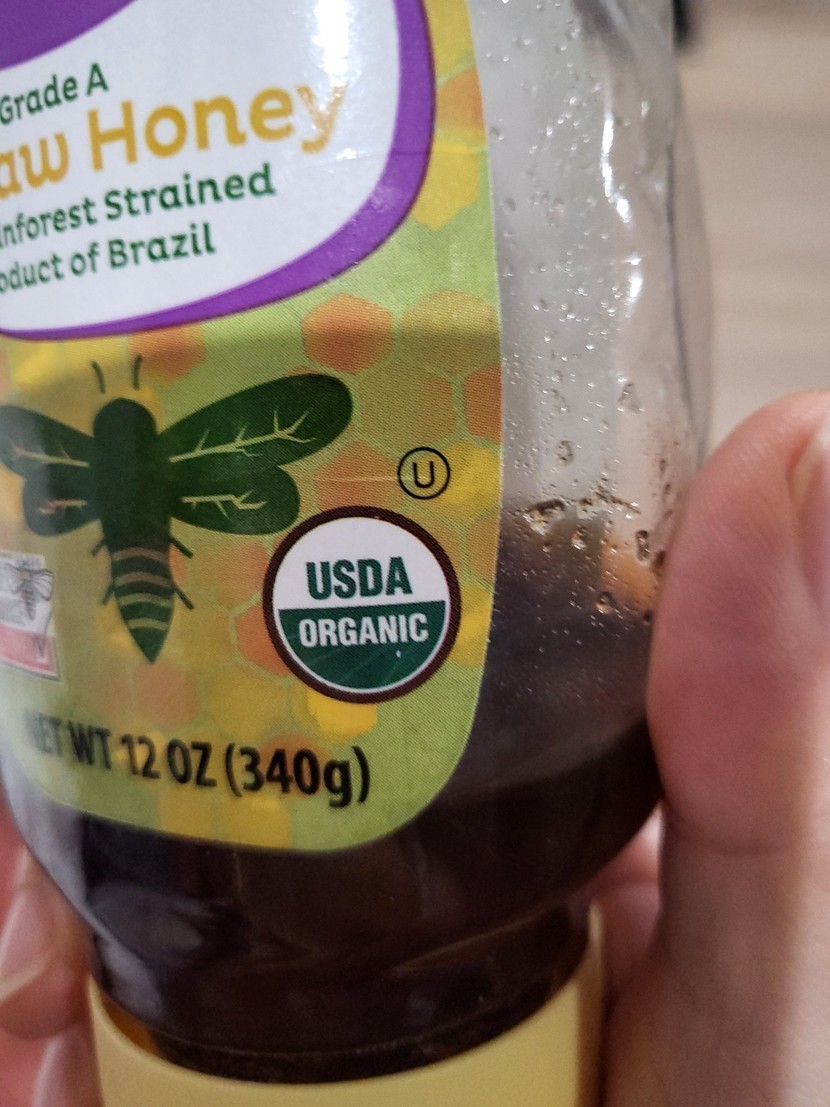 Grade A
aw Honey
inforest Strained
oduct of Brazil
U
USDA
ORGANIC
NET WT 12 OZ (340g)